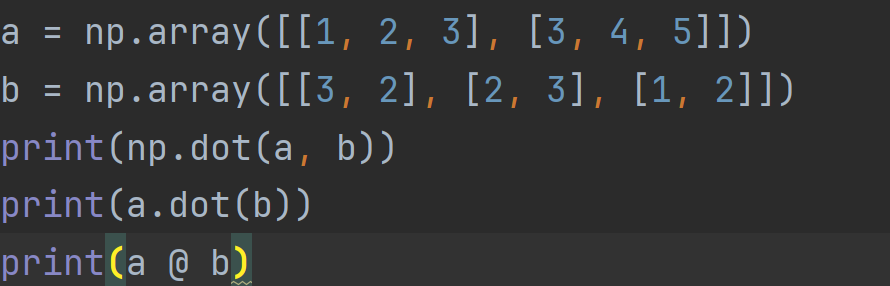 a = np.array([[1, 2, 3], [3, 4, 5]])
b = np.array([[3, 2], [2, 3], [1, 2]])
print(np.dot(a, b))
print(a.dot(b))
print(a @ b)